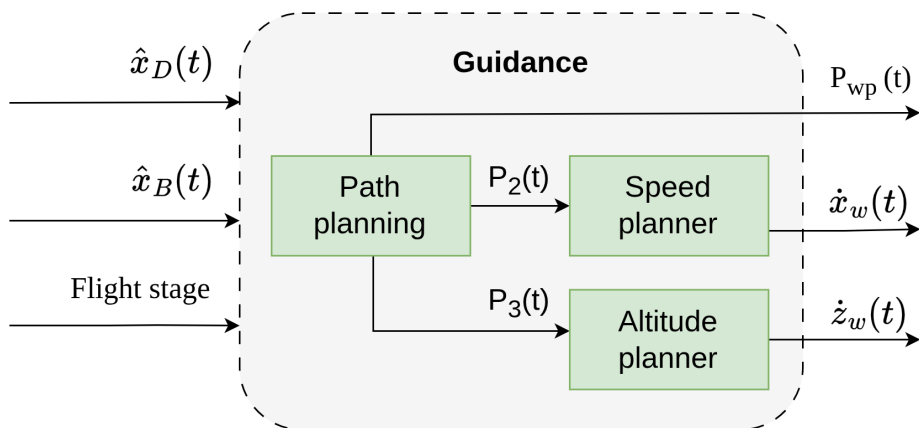 Guidance
x̂_D(t)
P_wp (t)
x̂_B(t)
Path
planning
P_2(t)
Speed
planner
ẋ_w(t)
Flight stage
P_3(t)
Altitude
planner
ż_w(t)